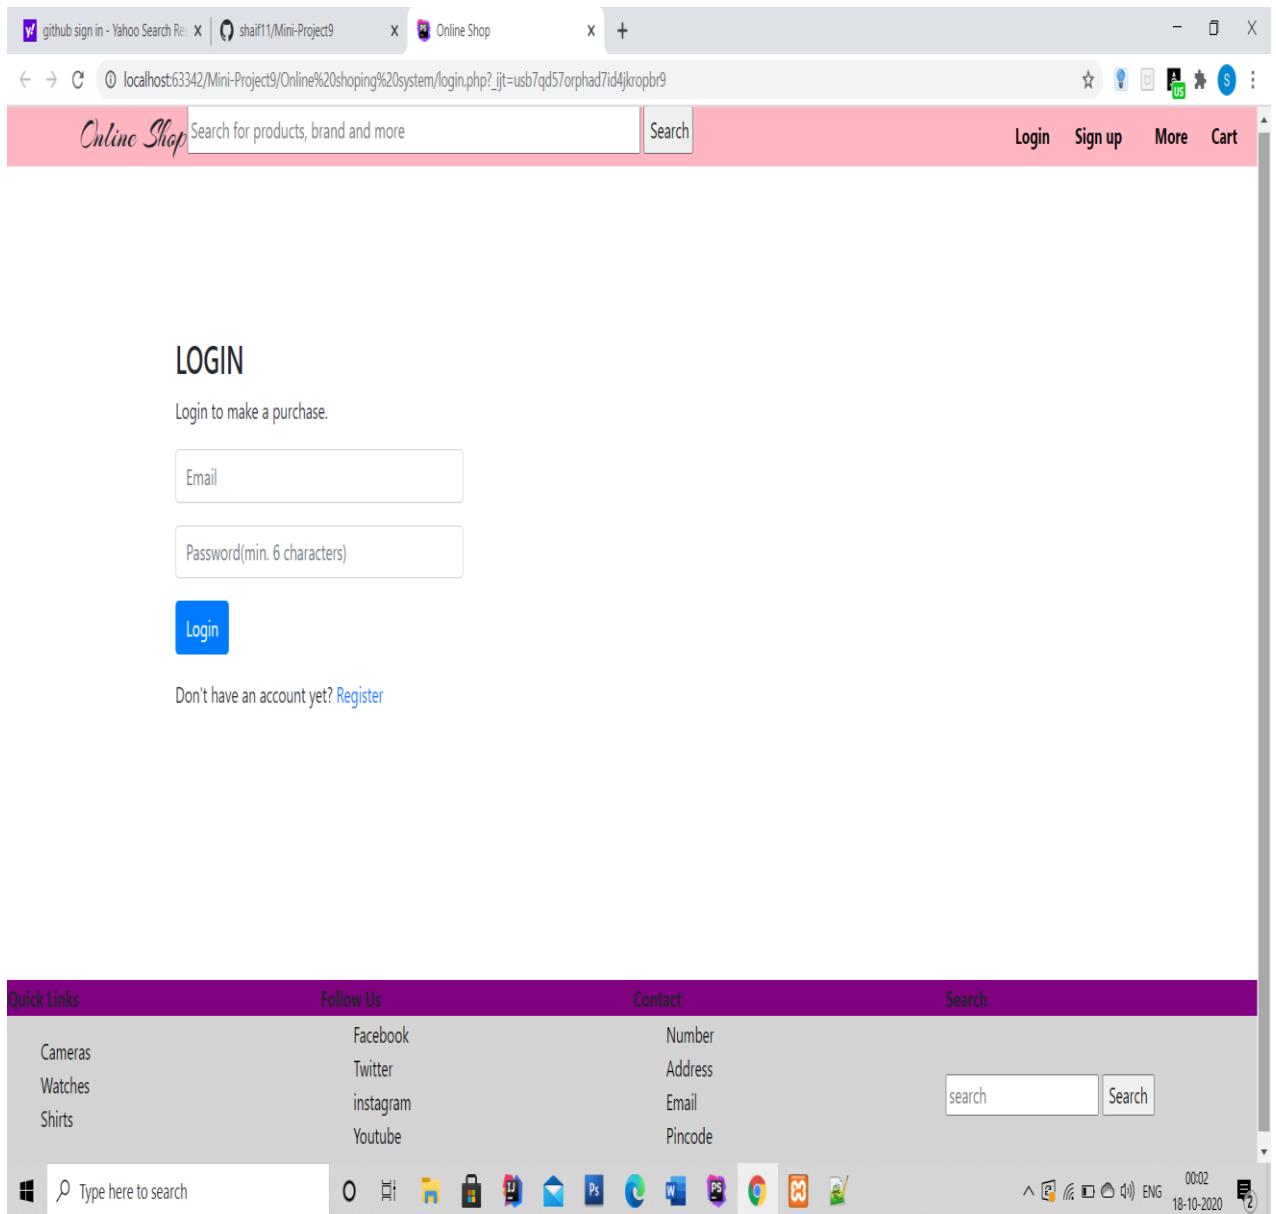 github sign in - Yahoo Search Re
shaif11/Mini-Project9
Online Shop
localhost:63342/Mini-Project9/Online%20shoping%20system/login.php?_ijt=usb7qd57orphad7id4jkropbr9
US
S
Online Shop
Search for products, brand and more
Search
Login
Sign up
More
Cart
LOGIN
Login to make a purchase.
Email
Password(min. 6 characters)
Login
Don't have an account yet? Register
Quick Links
Cameras
Watches
Shirts
Follow Us
Facebook
Twitter
instagram
Youtube
Contact
Number
Address
Email
Pincode
Search
search
Search
Type here to search
Ps
W
PS
ENG
00:02
18-10-2020
2